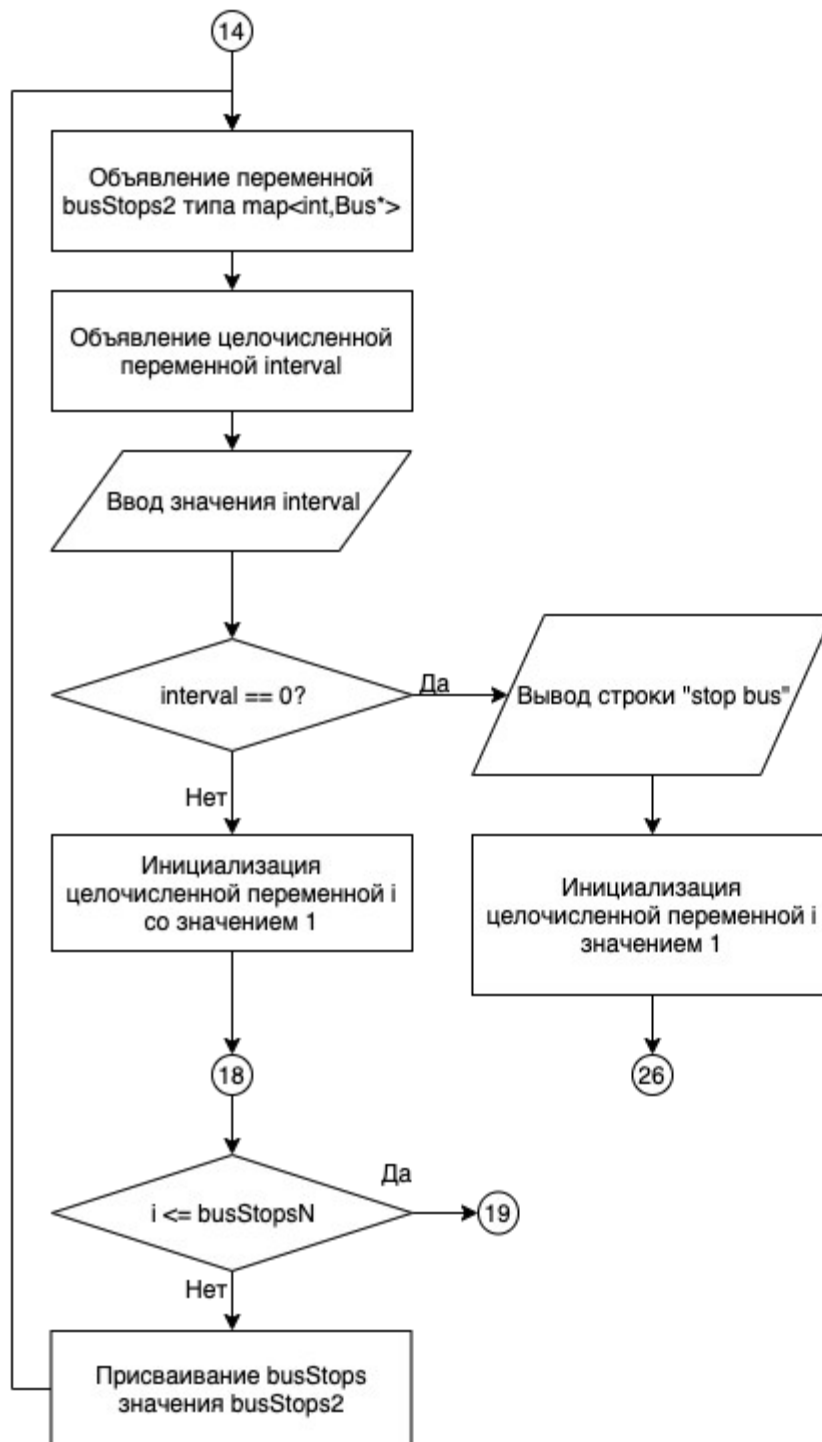 14
Объявление переменной
busStops2 типа map<int,Bus*>
Объявление целочисленной
переменной interval
Ввод значения interval
interval == 0?
Да
Вывод строки "stop bus"
Нет
Инициализация
целочисленной переменной i
со значением 1
Инициализация
целочисленной переменной i
значением 1
18
26
i <= busStopsN
Да
19
Нет
Присваивание busStops
значения busStops2